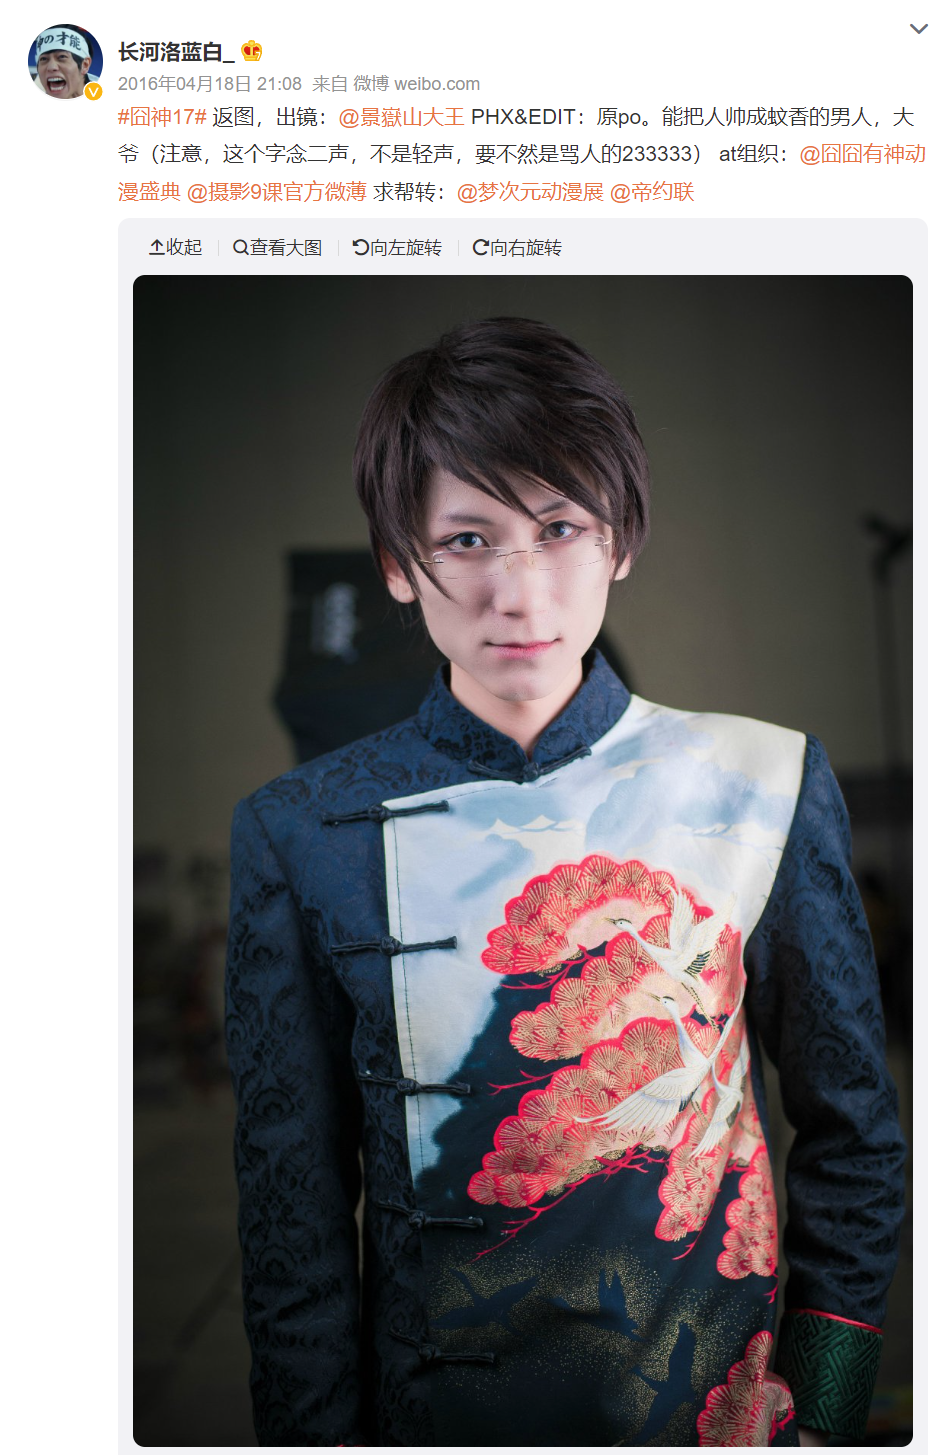 神の才能
长河洛蓝白_
2016年04月18日 21:08 来自 微博 weibo.com
#囧神17# 返图，出镜：@景嶽山大王 PHX&EDIT：原po。能把人帅成蚊香的男人，大
爷（注意，这个字念二声，不是轻声，要不然是骂人的233333） at组织：@囧囧有神动
漫盛典 @摄影9课官方微薄 求帮转：@梦次元动漫展 @帝约联
收起 查看大图 向左旋转 向右旋转